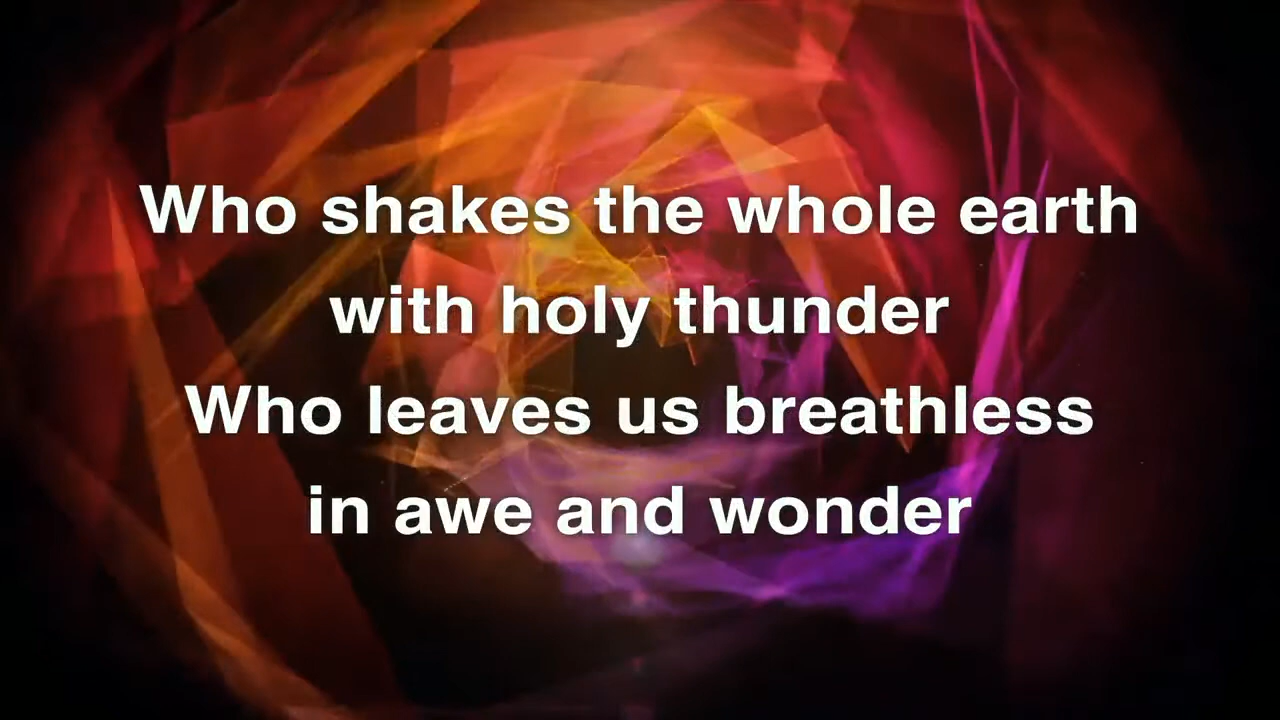 Who shakes the whole earth
with holy thunder
Who leaves us breathless
in awe and wonder